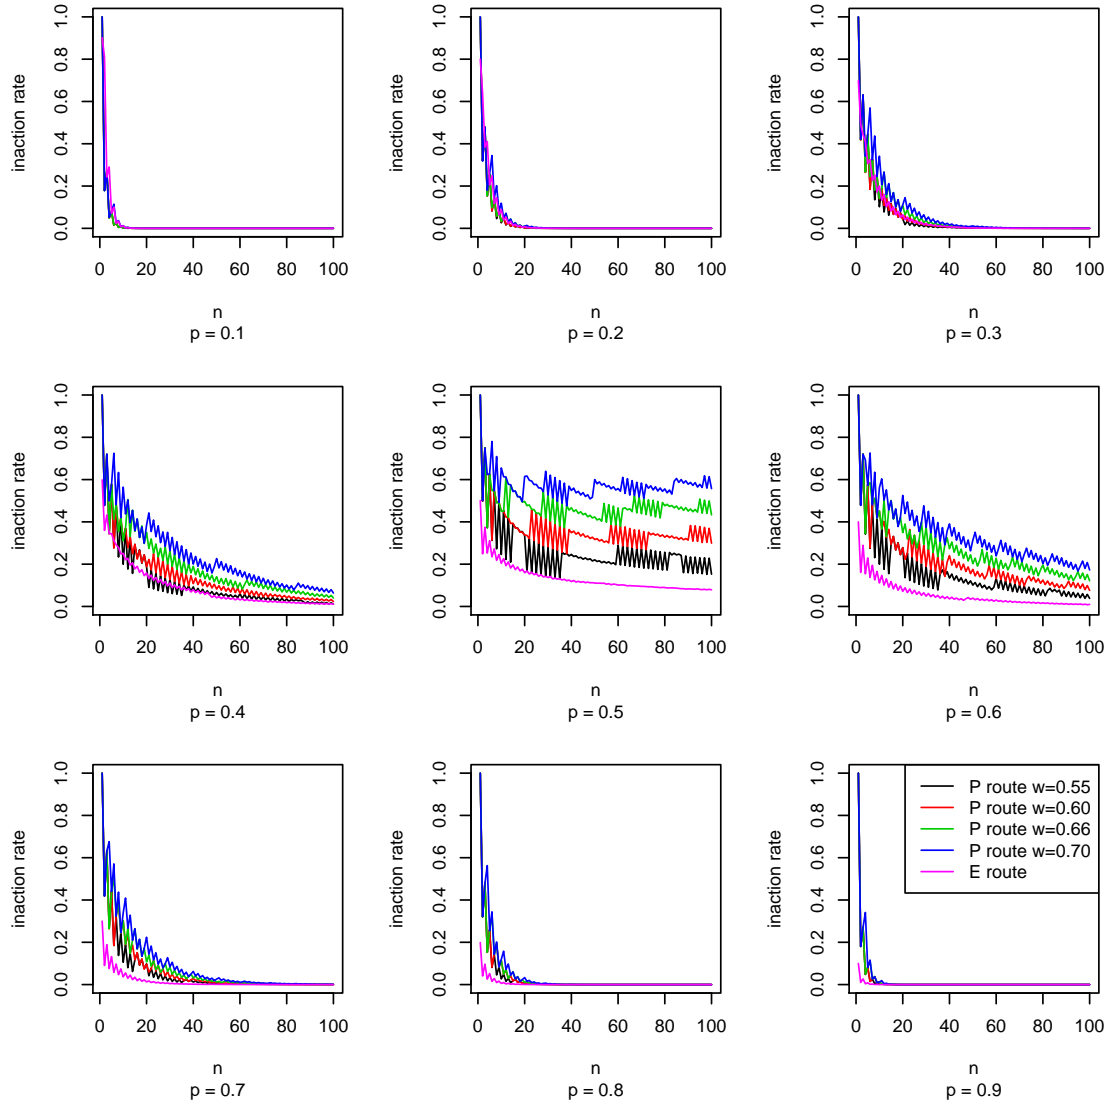 inaction rate
0.0 0.2 0.4 0.6 0.8 1.0
0 20 40 60 80 100
n
p = 0.1
inaction rate
0.0 0.2 0.4 0.6 0.8 1.0
0 20 40 60 80 100
n
p = 0.2
inaction rate
0.0 0.2 0.4 0.6 0.8 1.0
0 20 40 60 80 100
n
p = 0.3
inaction rate
0.0 0.2 0.4 0.6 0.8 1.0
0 20 40 60 80 100
n
p = 0.4
inaction rate
0.0 0.2 0.4 0.6 0.8 1.0
0 20 40 60 80 100
n
p = 0.5
inaction rate
0.0 0.2 0.4 0.6 0.8 1.0
0 20 40 60 80 100
n
p = 0.6
inaction rate
0.0 0.2 0.4 0.6 0.8 1.0
0 20 40 60 80 100
n
p = 0.7
inaction rate
0.0 0.2 0.4 0.6 0.8 1.0
0 20 40 60 80 100
n
p = 0.8
inaction rate
0.0 0.2 0.4 0.6 0.8 1.0
P route w=0.55
P route w=0.60
P route w=0.66
P route w=0.70
E route
0 20 40 60 80 100
n
p = 0.9